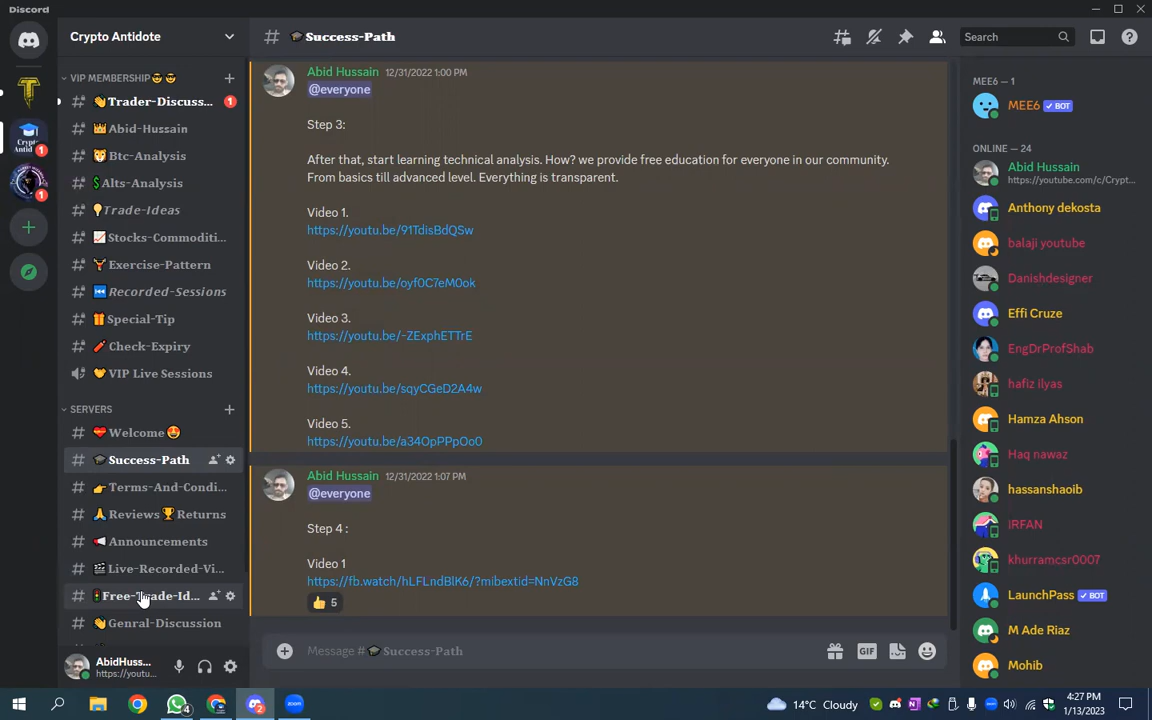 Discord
Crypto Antidote
VIP MEMBERSHIP😎😎
👋Trader-Discuss...
1
👑Abid-Hussain
🐯Btc-Analysis
💲Alts-Analysis
💡Trade-Ideas
📈Stocks-Commoditi...
Exercise-Pattern
⏮️Recorded-Sessions
🎁Special-Tip
🧨Check-Expiry
VIP Live Sessions
SERVERS
Welcome🤩
🎓Success-Path
👉Terms-And-Condi...
🙏Reviews🏆Returns
📢Announcements
🎬Live-Recorded-Vi...
🚦Free-Trade-Id...
👋Genral-Discussion
AbidHuss...
https://youtu...
Crypto
Antid
1
1
# 🎓Success-Path
Search
Abid Hussain 12/31/2022 1:00 PM
@everyone
Step 3:
After that, start learning technical analysis. How? we provide free education for everyone in our community.
From basics till advanced level. Everything is transparent.
Video 1.
https://youtu.be/91TdisBdQSw
Video 2.
https://youtu.be/oyf0C7eM0ok
Video 3.
https://youtu.be/-ZExphETTrE
Video 4.
https://youtu.be/sqyCGeD2A4w
Video 5.
https://youtu.be/a34OpPPpOo0
Abid Hussain 12/31/2022 1:07 PM
@everyone
Step 4 :
Video 1
https://fb.watch/hLFLndBlK6/?mibextid=NnVzG8
👍 5
Message #🎓Success-Path
GIF
MEE6 — 1
MEE6 ✓ BOT
ONLINE — 24
Abid Hussain
https://youtube.com/c/Crypt...
Anthony dekosta
balaji youtube
Danishdesigner
Effi Cruze
EngDrProfShab
hafiz ilyas
Hamza Ahson
Haq nawaz
hassanshaoib
IRFAN
khurramcsr0007
LaunchPass ✓ BOT
M Ade Riaz
Mohib
4
2
zoom
14°C Cloudy
4:27 PM
1/13/2023